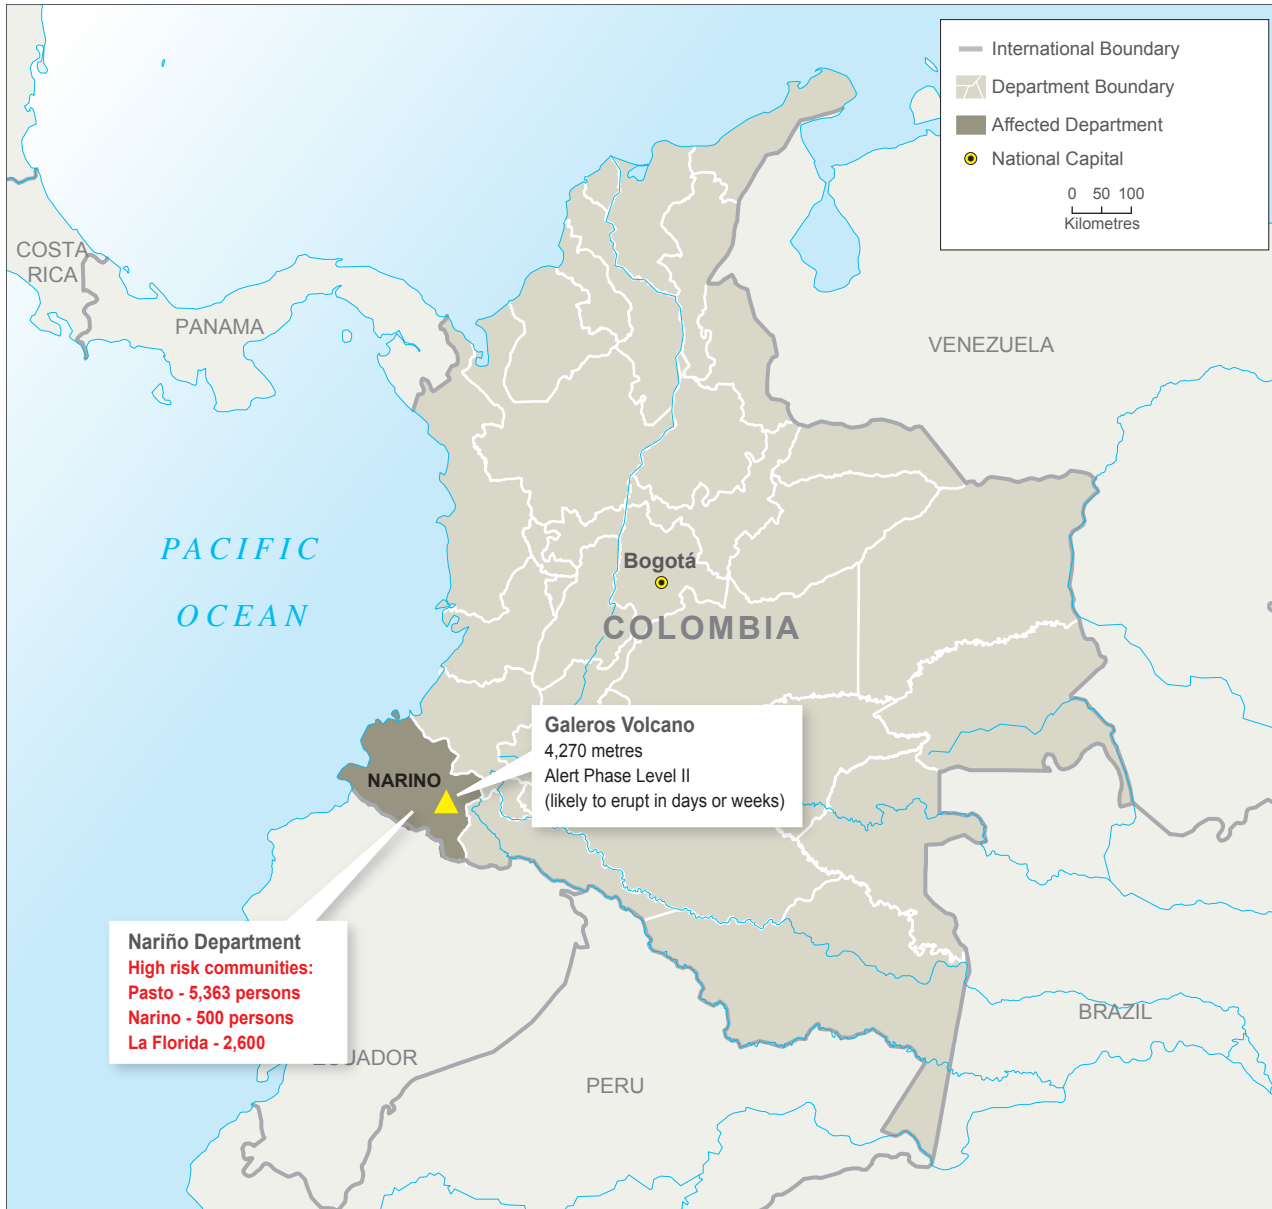 International Boundary
Department Boundary
Affected Department
National Capital
0 50 100
Kilometres
COSTA
RICA
PANAMA
VENEZUELA
PACIFIC
OCEAN
Bogotá
COLOMBIA
Galeros Volcano
4,270 metres
Alert Phase Level II
(likely to erupt in days or weeks)
NARINO
Nariño Department
High risk communities:
Pasto - 5,363 persons
Narino - 500 persons
La Florida - 2,600
ECUADOR
PERU
BRAZIL